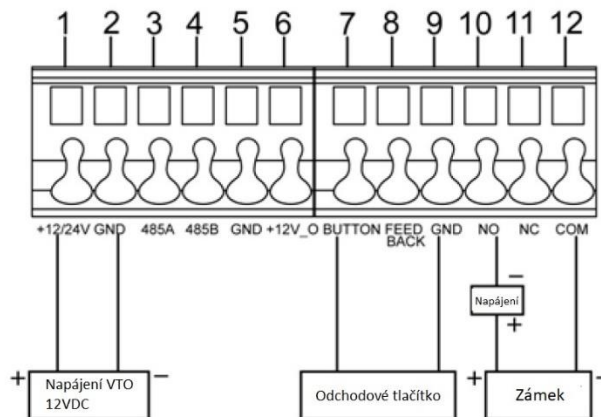 1 2 3 4 5 6 7 8 9 10 11 12
+12/24V GND 485A 485B GND +12V_O BUTTON FEED BACK GND NO NC COM
−
Napájení
+
+ Napájení VTO −
12VDC
Odchodové tlačítko
+ Zámek −